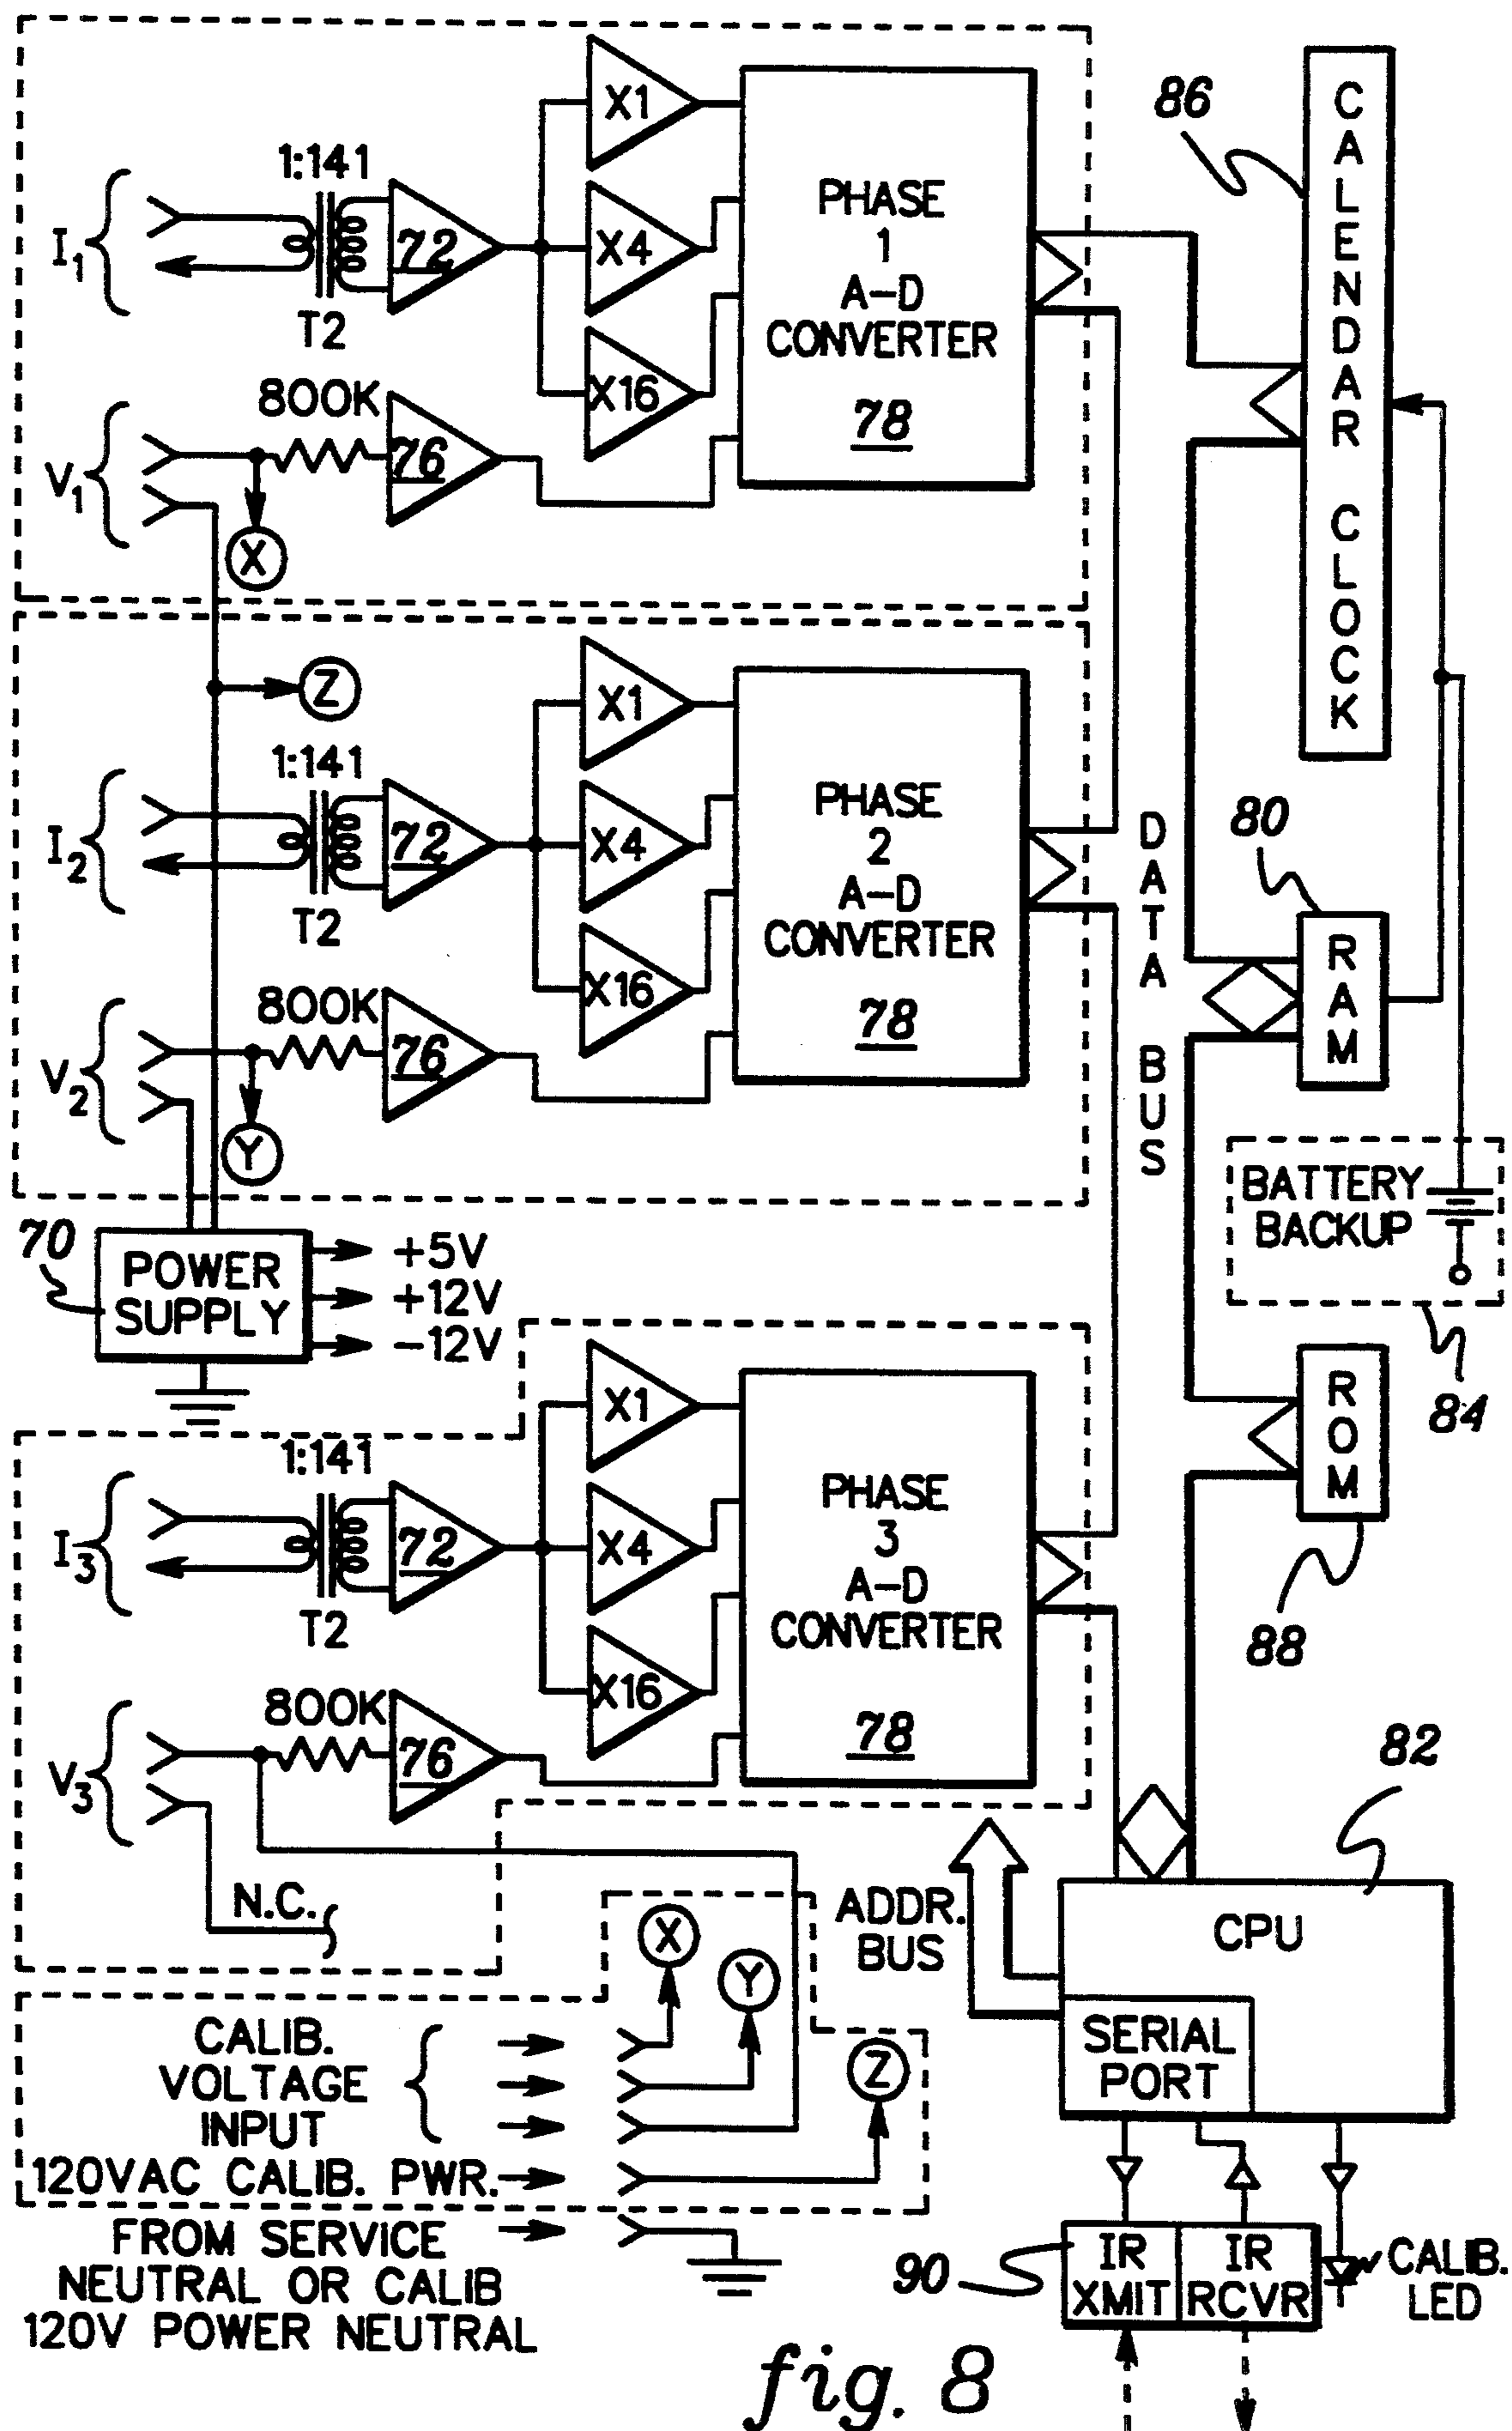 1:141
I1
72
T2
X1
X4
X16
PHASE
1
A-D
CONVERTER
78
800K
V1
76
X
86
CALENDAR CLOCK
Z
1:141
I2
72
T2
X1
X4
X16
PHASE
2
A-D
CONVERTER
78
800K
V2
76
Y
DATA BUS
80
RAM
BATTERY
BACKUP
84
70
POWER
SUPPLY
+5V
+12V
-12V
ROM
88
1:141
I3
72
T2
X1
X4
X16
PHASE
3
A-D
CONVERTER
78
800K
V3
76
N.C.
82
ADDR.
BUS
CPU
SERIAL
PORT
X
Y
Z
CALIB.
VOLTAGE
INPUT
120VAC CALIB. PWR.
FROM SERVICE
NEUTRAL OR CALIB
120V POWER NEUTRAL
90
IR
XMIT
IR
RCVR
CALIB.
LED
fig. 8